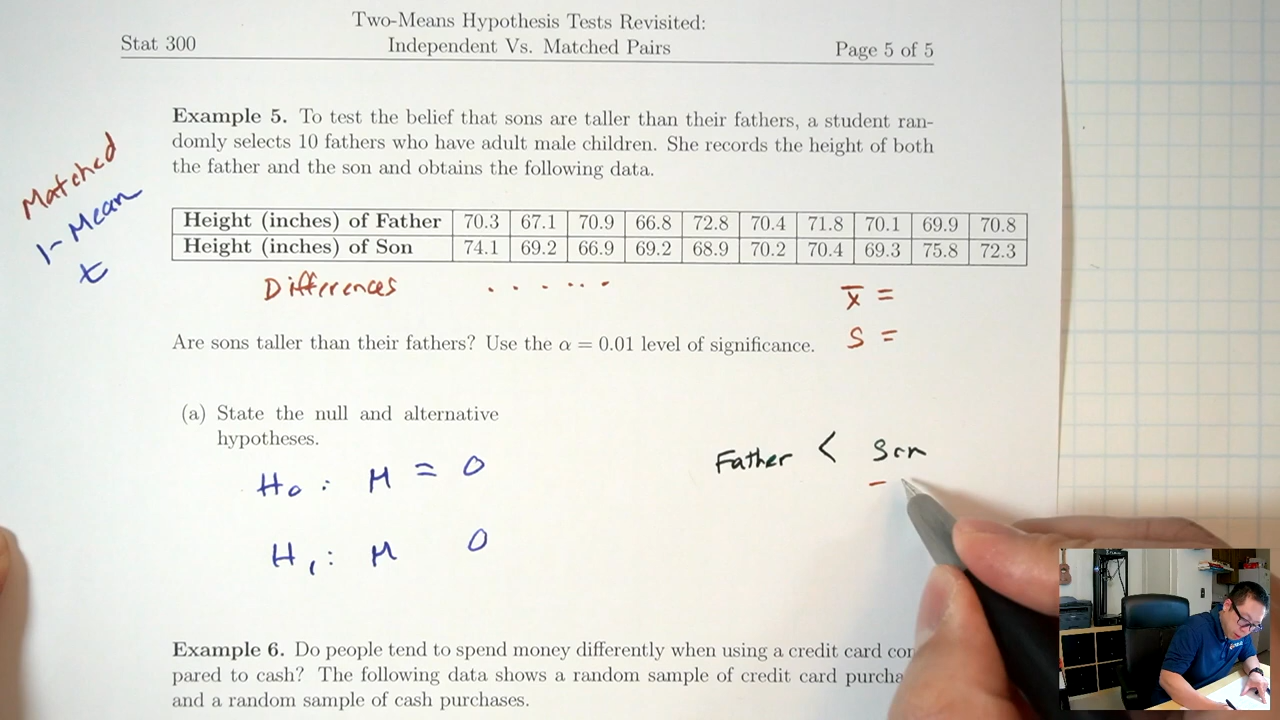 Two-Means Hypothesis Tests Revisited:
Stat 300 Independent Vs. Matched Pairs Page 5 of 5
Example 5. To test the belief that sons are taller than their fathers, a student ran-
domly selects 10 fathers who have adult male children. She records the height of both
the father and the son and obtains the following data.
Matched
1-Mean
t
Height (inches) of Father 70.3 67.1 70.9 66.8 72.8 70.4 71.8 70.1 69.9 70.8
Height (inches) of Son 74.1 69.2 66.9 69.2 68.9 70.2 70.4 69.3 75.8 72.3
Differences . . . . . . x̄ =
s =
Are sons taller than their fathers? Use the α = 0.01 level of significance.
(a) State the null and alternative
hypotheses.
H₀ : μ = 0
H₁ : μ 0
Father < Son
−
Example 6. Do people tend to spend money differently when using a credit card
pared to cash? The following data shows a random sample of credit card
and a random sample of cash purchases.